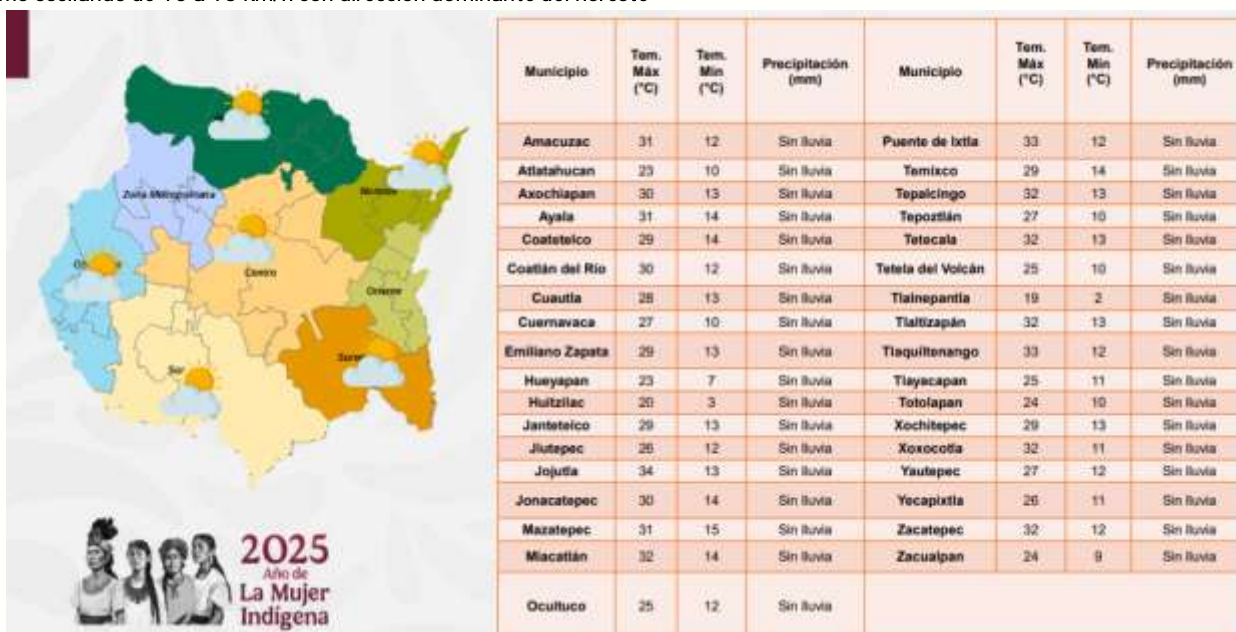 Municipio Tem. Máx (°C) Tem. Min (°C) Precipitación (mm) Municipio Tem. Máx (°C) Tem. Min (°C) Precipitación (mm)
Amacuzac 31 12 Sin lluvia Puente de Ixtla 33 12 Sin lluvia
Atlatahucan 23 10 Sin lluvia Temixco 29 14 Sin lluvia
Axochiapan 30 13 Sin lluvia Tepalcingo 32 13 Sin lluvia
Ayala 31 14 Sin lluvia Tepoztlán 27 10 Sin lluvia
Coatetelco 29 14 Sin lluvia Tetecala 32 13 Sin lluvia
Coatlán del Río 30 12 Sin lluvia Tetela del Volcán 25 10 Sin lluvia
Cuautla 28 13 Sin lluvia Tlalnepantla 19 2 Sin lluvia
Cuernavaca 27 10 Sin lluvia Tlaltizapán 32 13 Sin lluvia
Emiliano Zapata 29 13 Sin lluvia Tlaquiltenango 33 12 Sin lluvia
Hueyapan 23 7 Sin lluvia Tlayacapan 25 11 Sin lluvia
Huitzilac 20 3 Sin lluvia Totolapan 24 10 Sin lluvia
Jantetelco 29 13 Sin lluvia Xochitepec 29 13 Sin lluvia
Jiutepec 26 12 Sin lluvia Xoxocotla 32 11 Sin lluvia
Jojutla 34 13 Sin lluvia Yautepec 27 12 Sin lluvia
Jonacatepec 30 14 Sin lluvia Yecapixtla 26 11 Sin lluvia
Mazatepec 31 15 Sin lluvia Zacatepec 32 12 Sin lluvia
Miacatlán 32 14 Sin lluvia Zacualpan 24 9 Sin lluvia
Ocuituco 25 12 Sin lluvia
Zona Metropolitana
Centro
Oriente
Sur
2025
Año de
La Mujer
Indígena